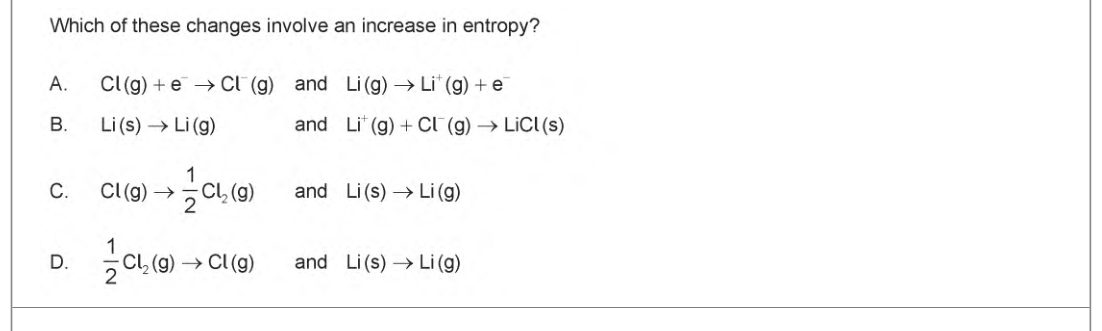 Which of these changes involve an increase in entropy?
A. Cl(g) + e⁻ → Cl⁻(g) and Li(g) → Li⁺(g) + e⁻
B. Li(s) → Li(g) and Li⁺(g) + Cl⁻(g) → LiCl(s)
C. Cl(g) → 1/2 Cl₂(g) and Li(s) → Li(g)
D. 1/2 Cl₂(g) → Cl(g) and Li(s) → Li(g)